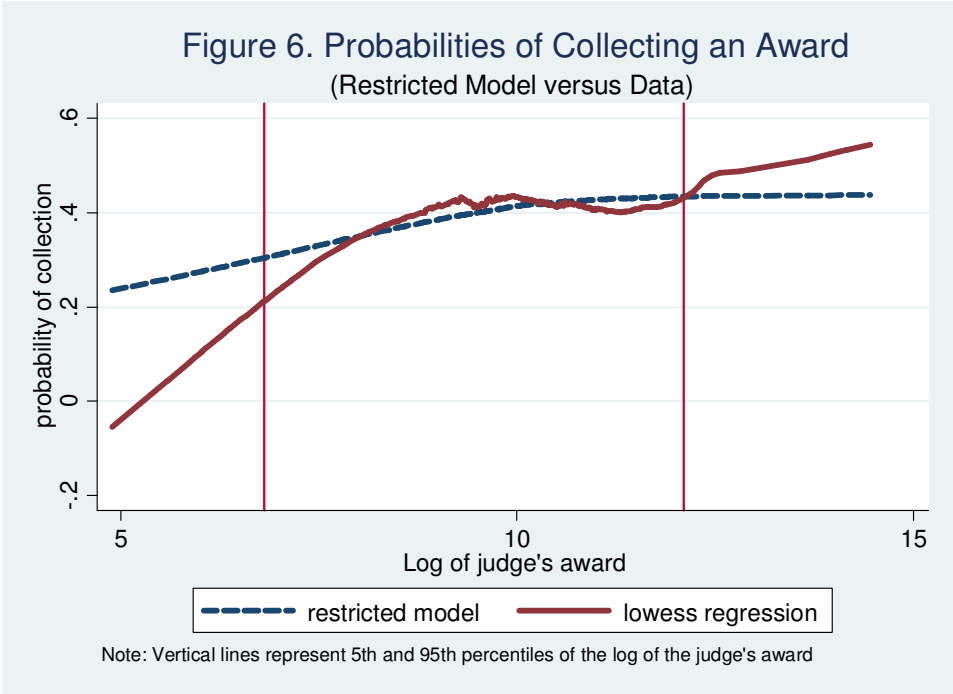 Figure 6. Probabilities of Collecting an Award
(Restricted Model versus Data)
probability of collection
.6
.4
.2
0
-.2
5 10 15
Log of judge's award
restricted model lowess regression
Note: Vertical lines represent 5th and 95th percentiles of the log of the judge's award